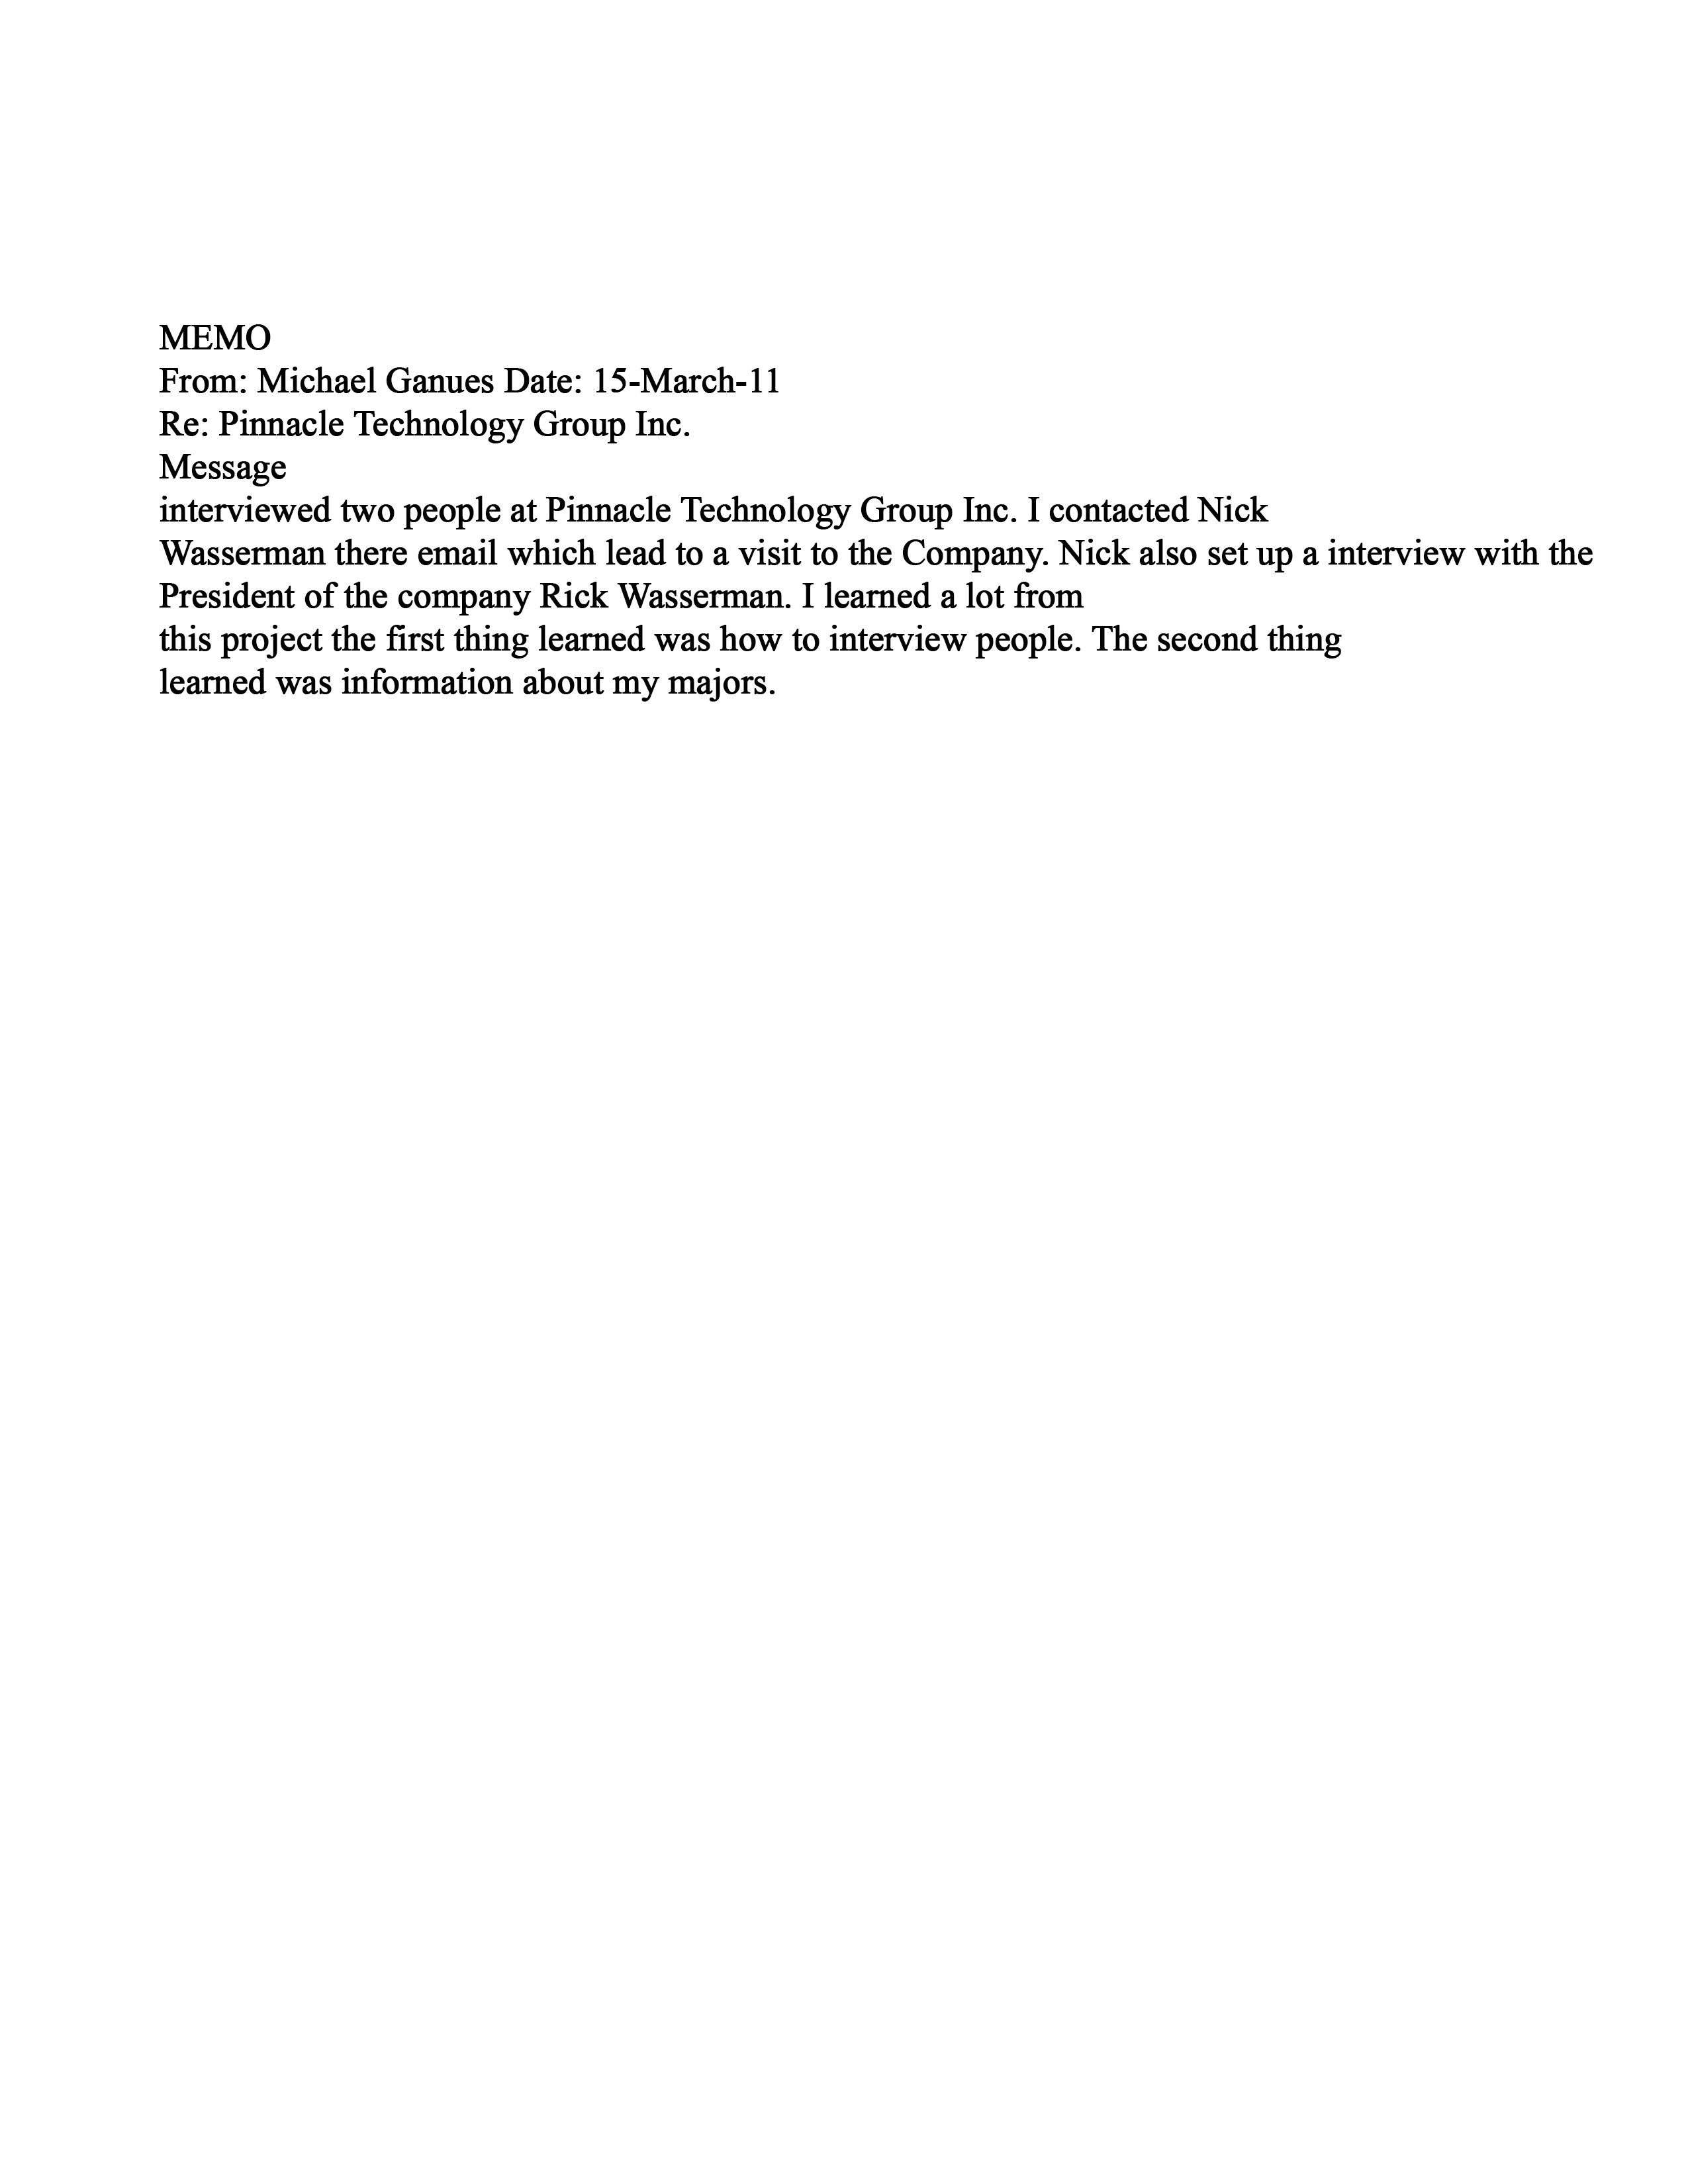 MEMO
From: Michael Ganues Date: 15-March-11
Re: Pinnacle Technology Group Inc.
Message
interviewed two people at Pinnacle Technology Group Inc. I contacted Nick
Wasserman there email which lead to a visit to the Company. Nick also set up a interview with the
President of the company Rick Wasserman. I learned a lot from
this project the first thing learned was how to interview people. The second thing
learned was information about my majors.